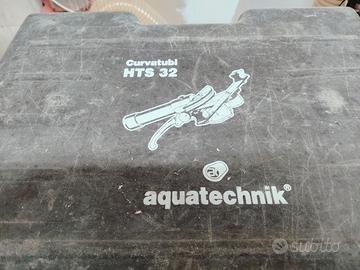 Curvatubi
HTS 32
aquatechnik®
subito